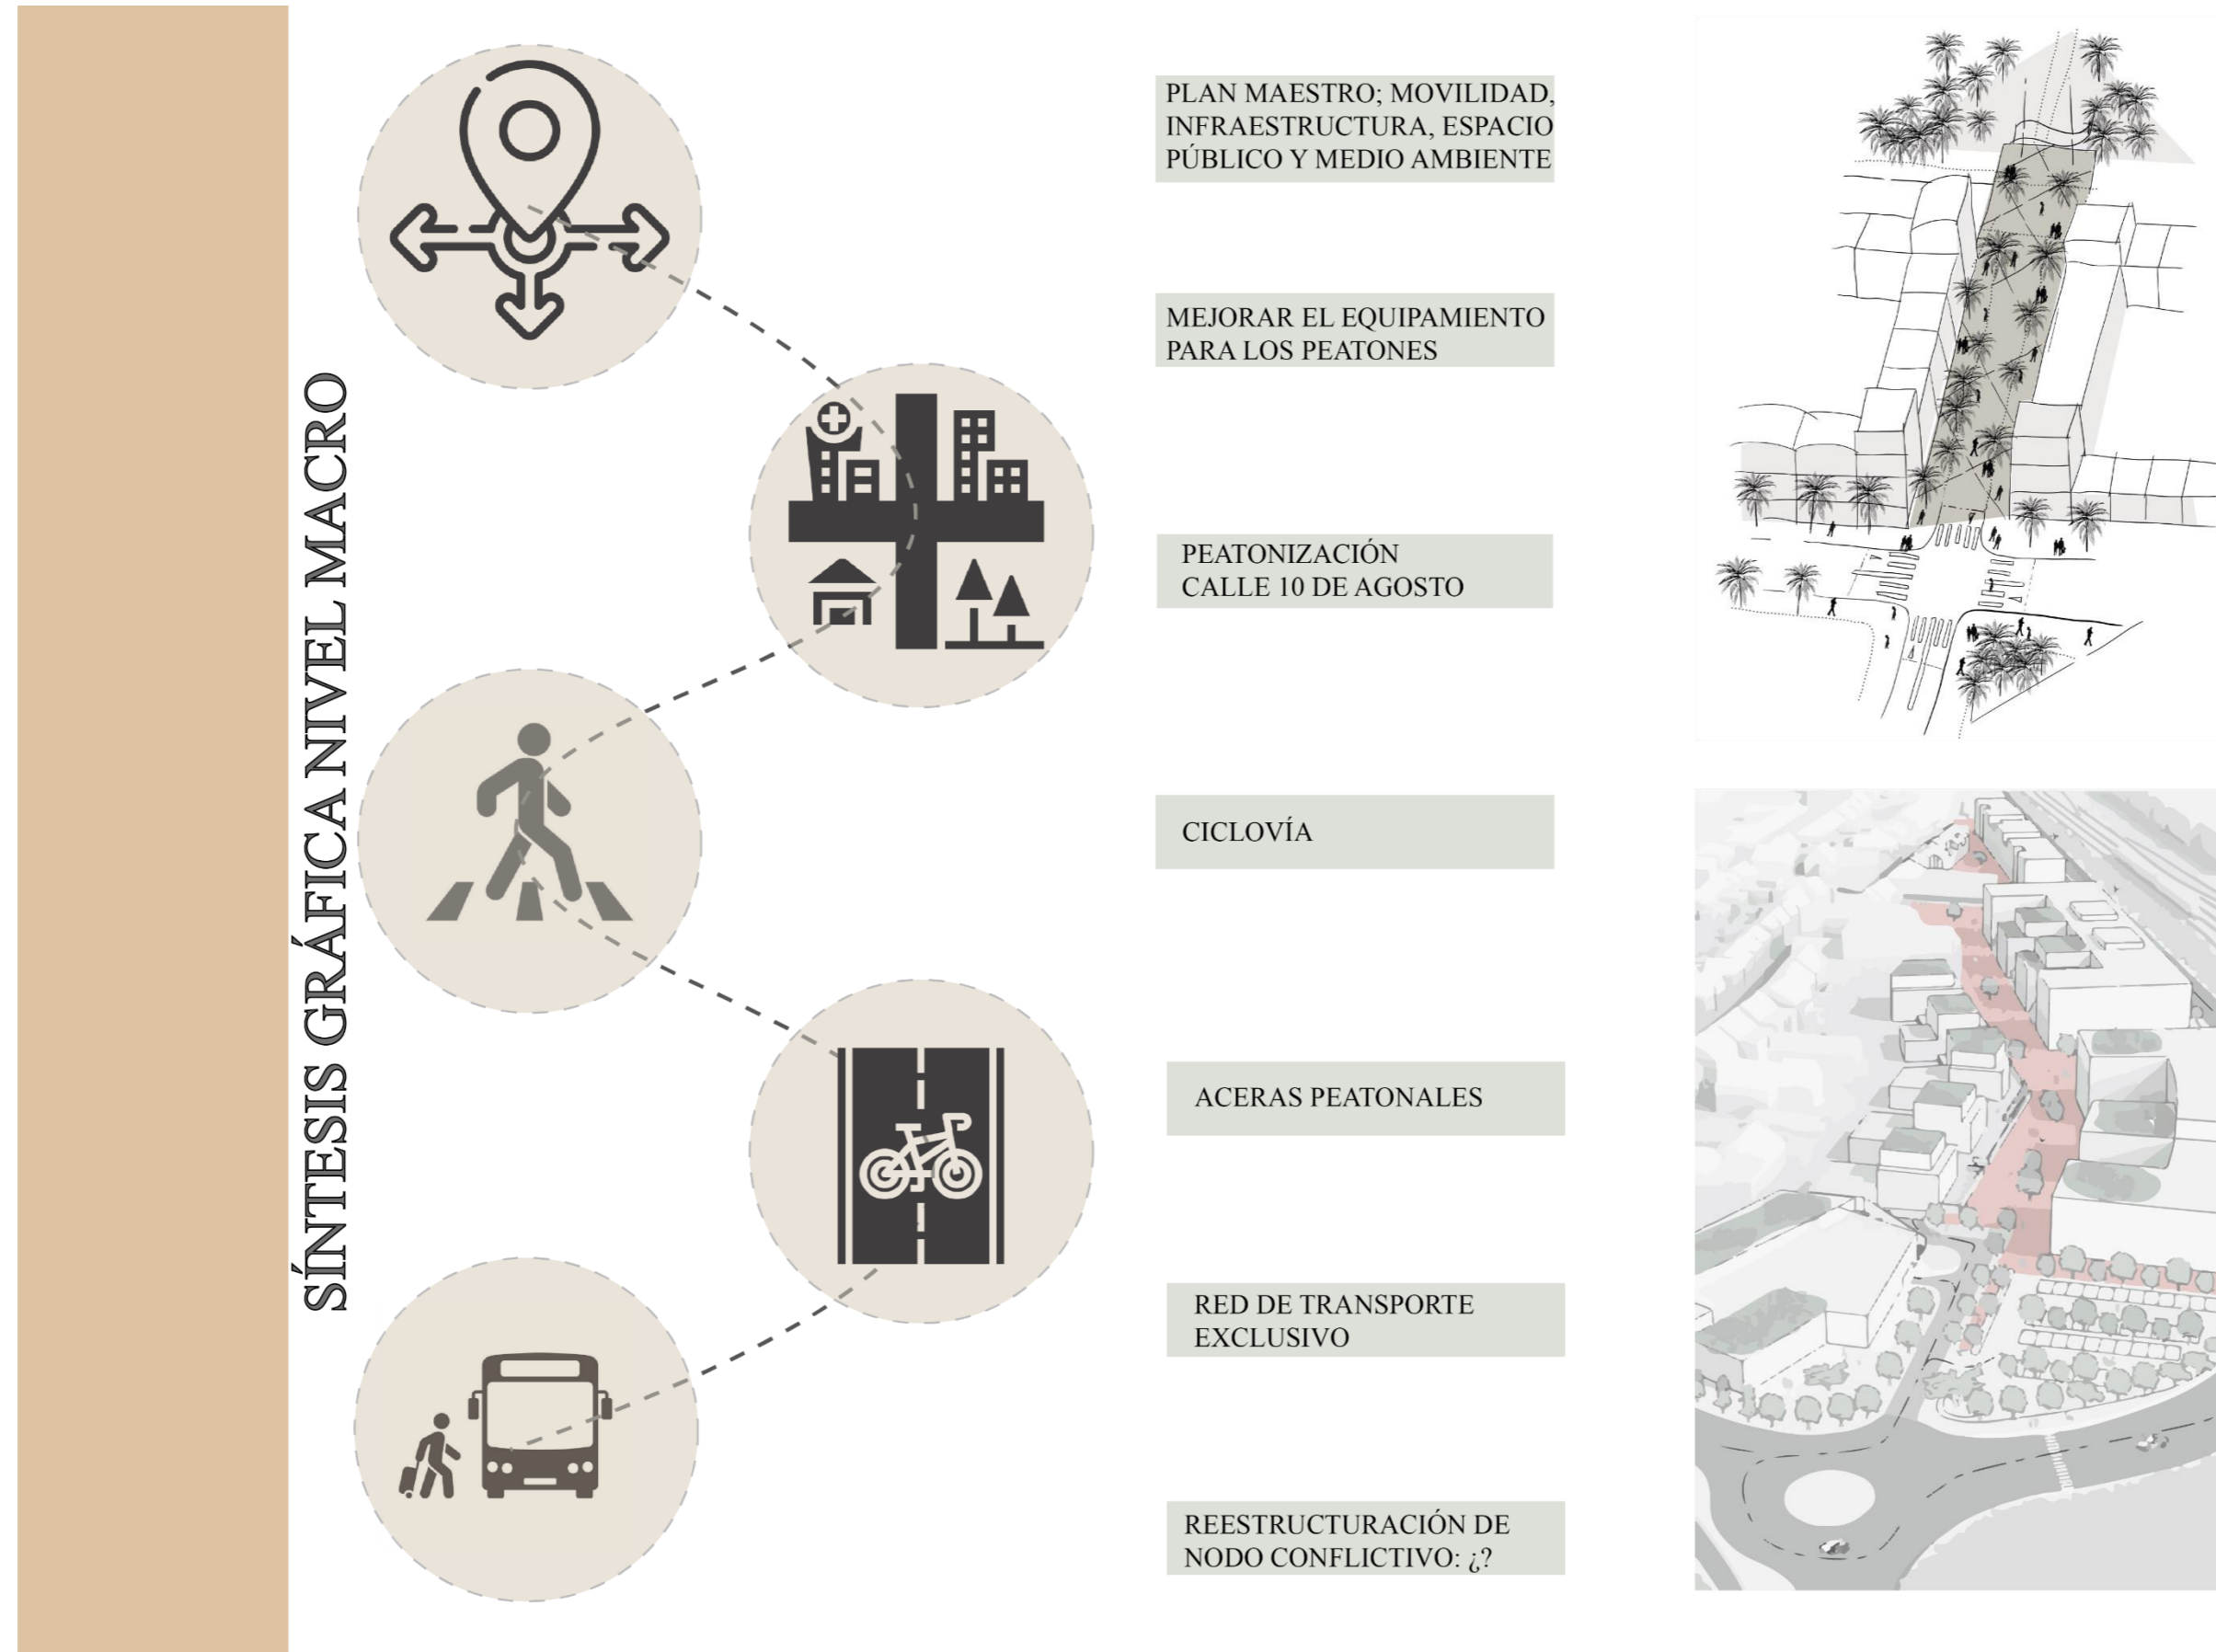 SÍNTESIS GRÁFICA NIVEL MACRO
PLAN MAESTRO; MOVILIDAD,
INFRAESTRUCTURA, ESPACIO
PÚBLICO Y MEDIO AMBIENTE
MEJORAR EL EQUIPAMIENTO
PARA LOS PEATONES
PEATONIZACIÓN
CALLE 10 DE AGOSTO
CICLOVÍA
ACERAS PEATONALES
RED DE TRANSPORTE
EXCLUSIVO
REESTRUCTURACIÓN DE
NODO CONFLICTIVO: ¿?